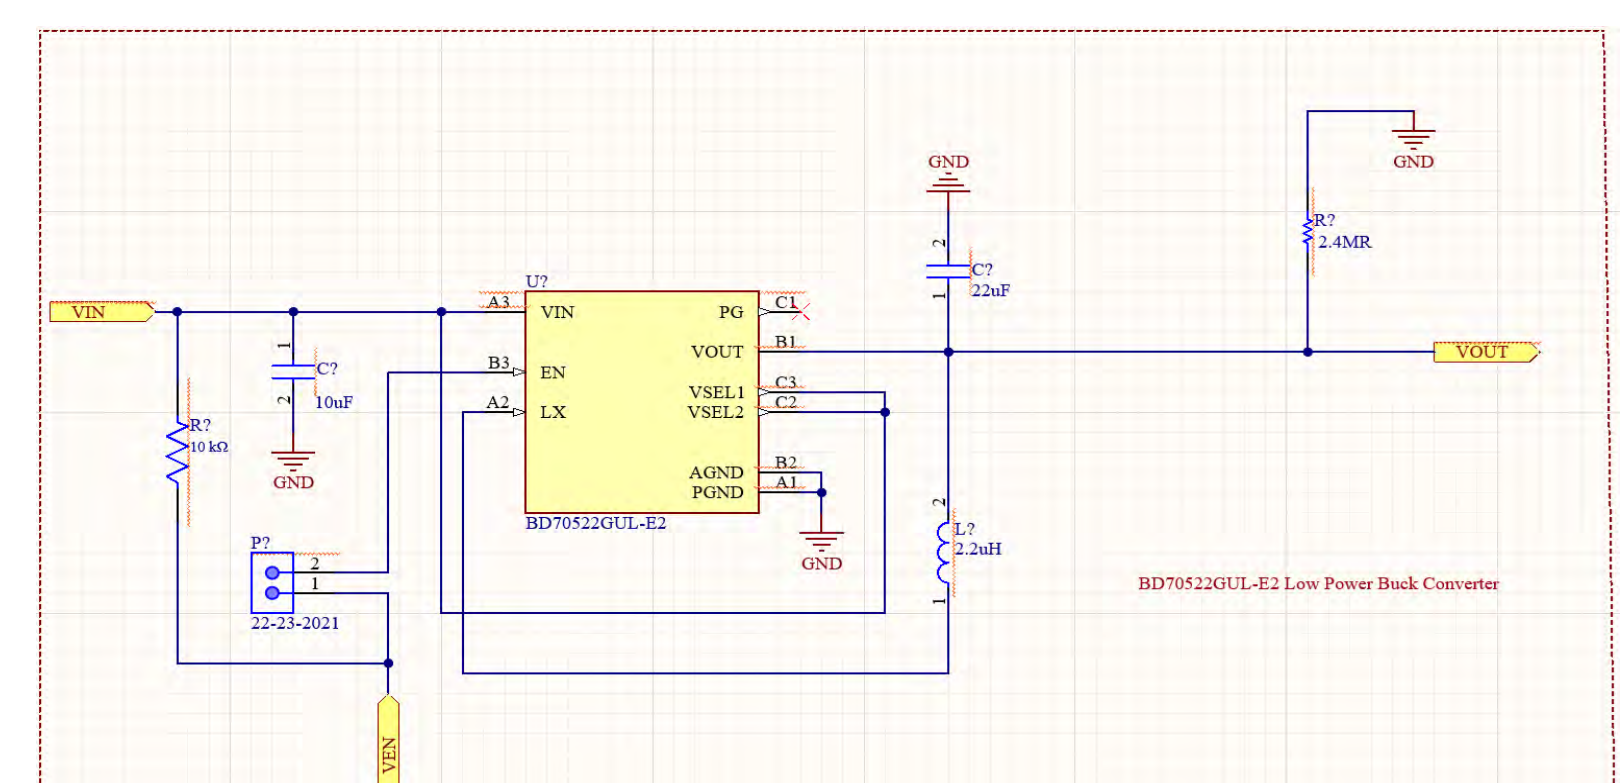 GND
GND
R?
2.4MR
C?
22uF
2
1
U?
VIN
A3
VIN
PG
C1
VOUT
B1
VOUT
B3
EN
VSEL1
C3
A2
LX
VSEL2
C2
AGND
B2
PGND
A1
BD70522GUL-E2
GND
1
C?
2
10uF
GND
R?
10 kΩ
P?
2
1
22-23-2021
2
L?
2.2uH
1
BD70522GUL-E2 Low Power Buck Converter
VEN